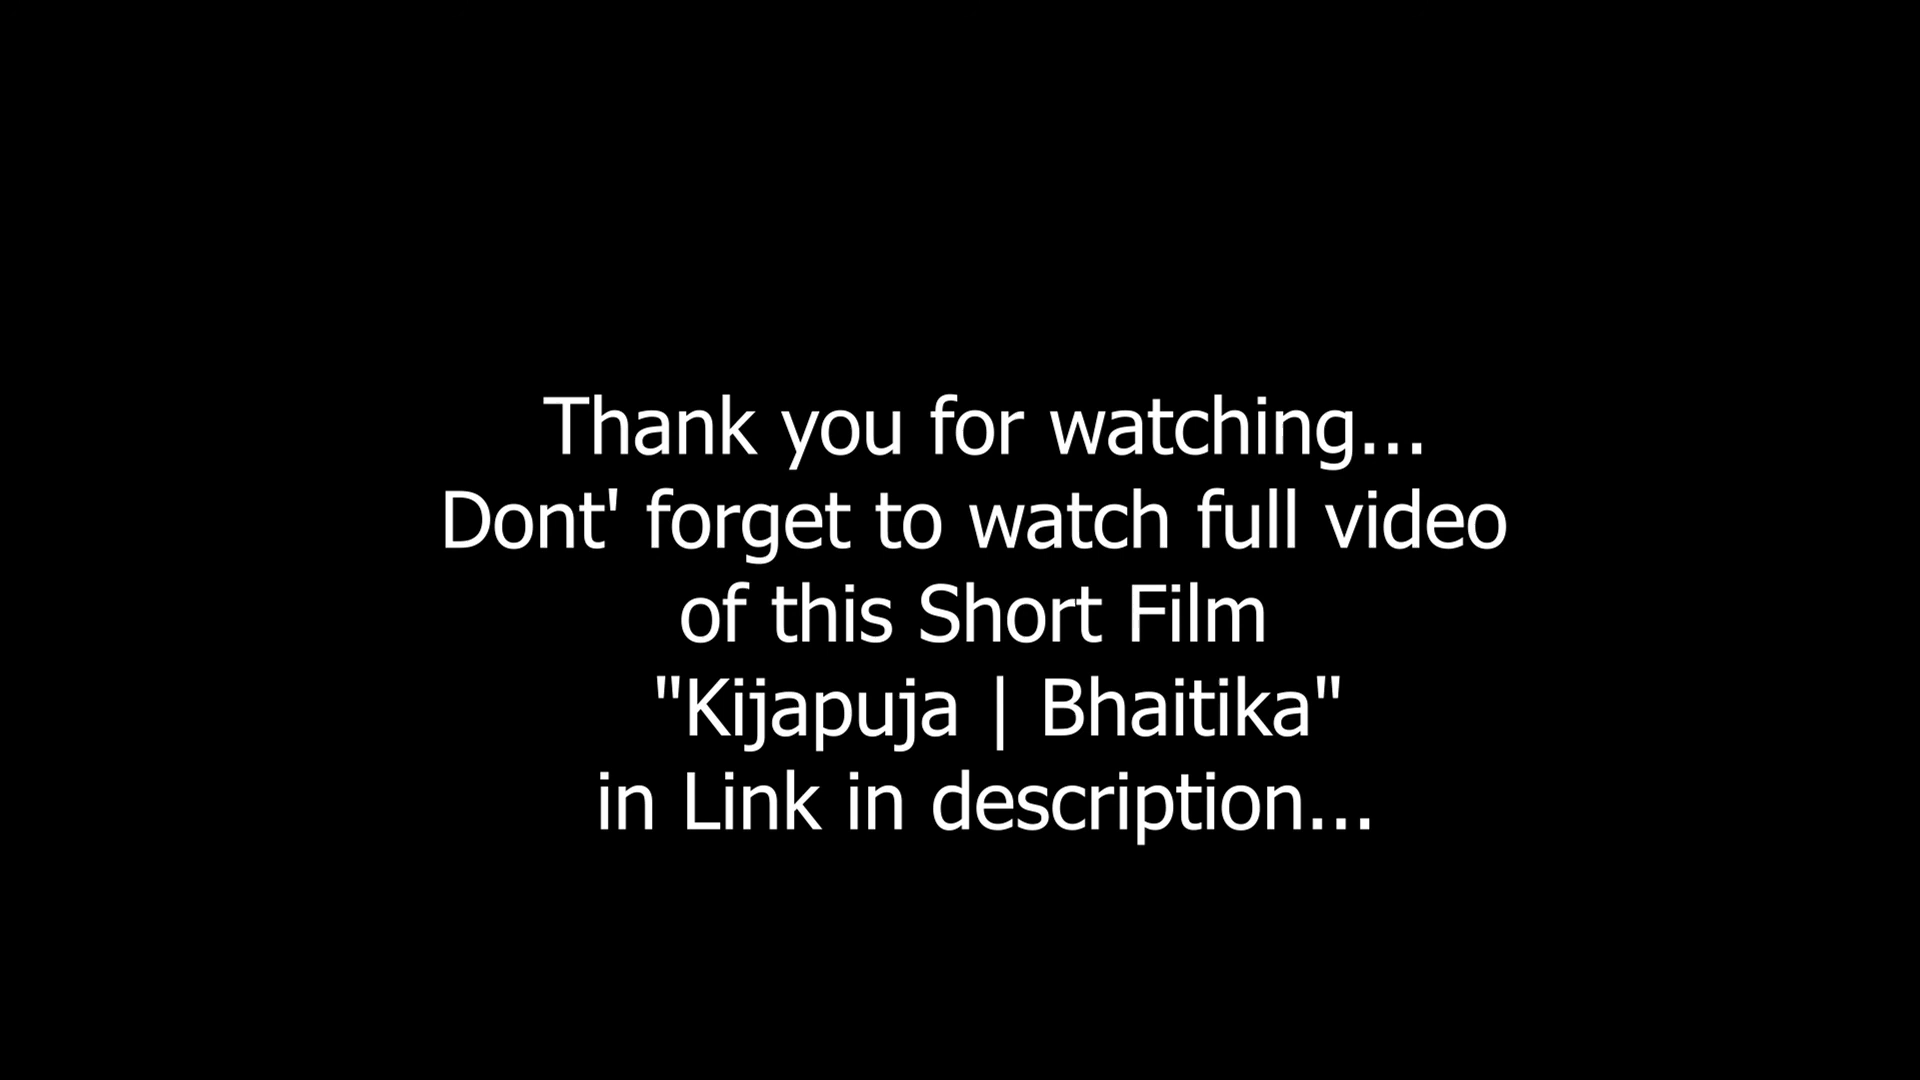 Thank you for watching...
Dont' forget to watch full video
of this Short Film
"Kijapuja | Bhaitika"
in Link in description...